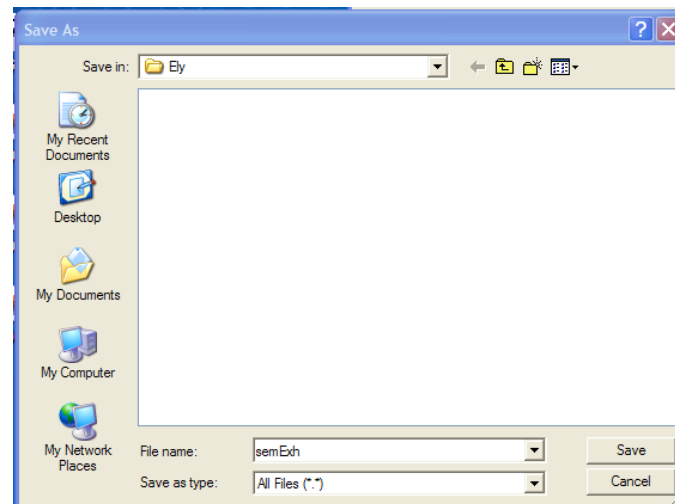 Save As
Save in: Ely
My Recent
Documents
Desktop
My Documents
My Computer
My Network
Places
File name: semExh Save
Save as type: All Files (*.*) Cancel